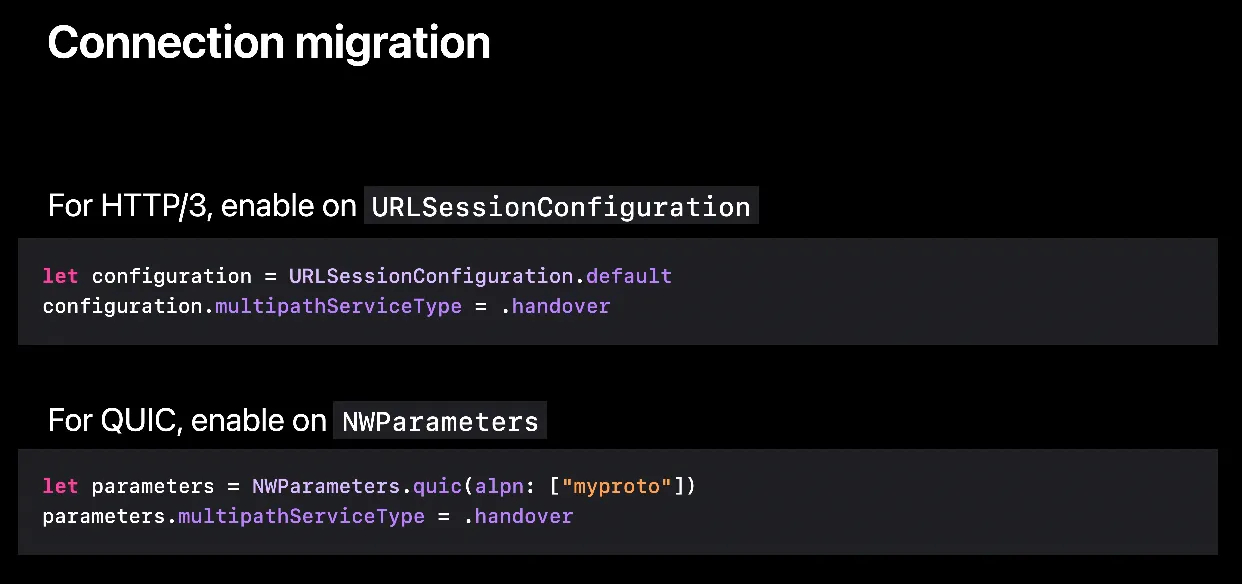 Connection migration
For HTTP/3, enable on URLSessionConfiguration
let configuration = URLSessionConfiguration.default
configuration.multipathServiceType = .handover
For QUIC, enable on NWParameters
let parameters = NWParameters.quic(alpn: ["myproto"])
parameters.multipathServiceType = .handover